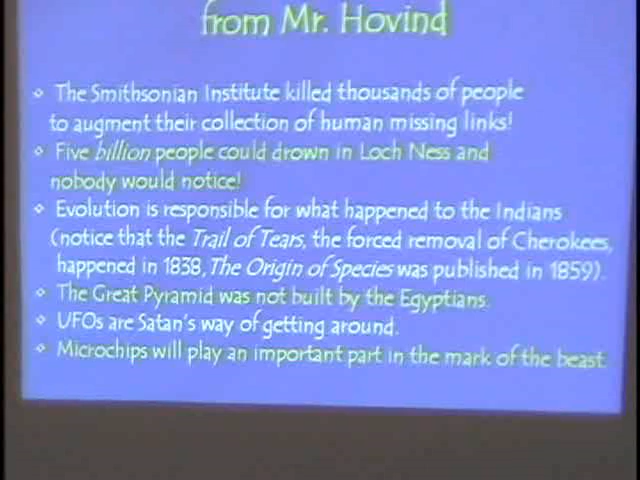 from Mr. Hovind
The Smithsonian Institute killed thousands of people
to augment their collection of human missing links!
Five billion people could drown in Loch Ness and
nobody would notice!
Evolution is responsible for what happened to the Indians
(notice that the Trail of Tears, the forced removal of Cherokees,
happened in 1838, The Origin of Species was published in 1859).
The Great Pyramid was not built by the Egyptians.
UFOs are Satan's way of getting around.
Microchips will play an important part in the mark of the beast.